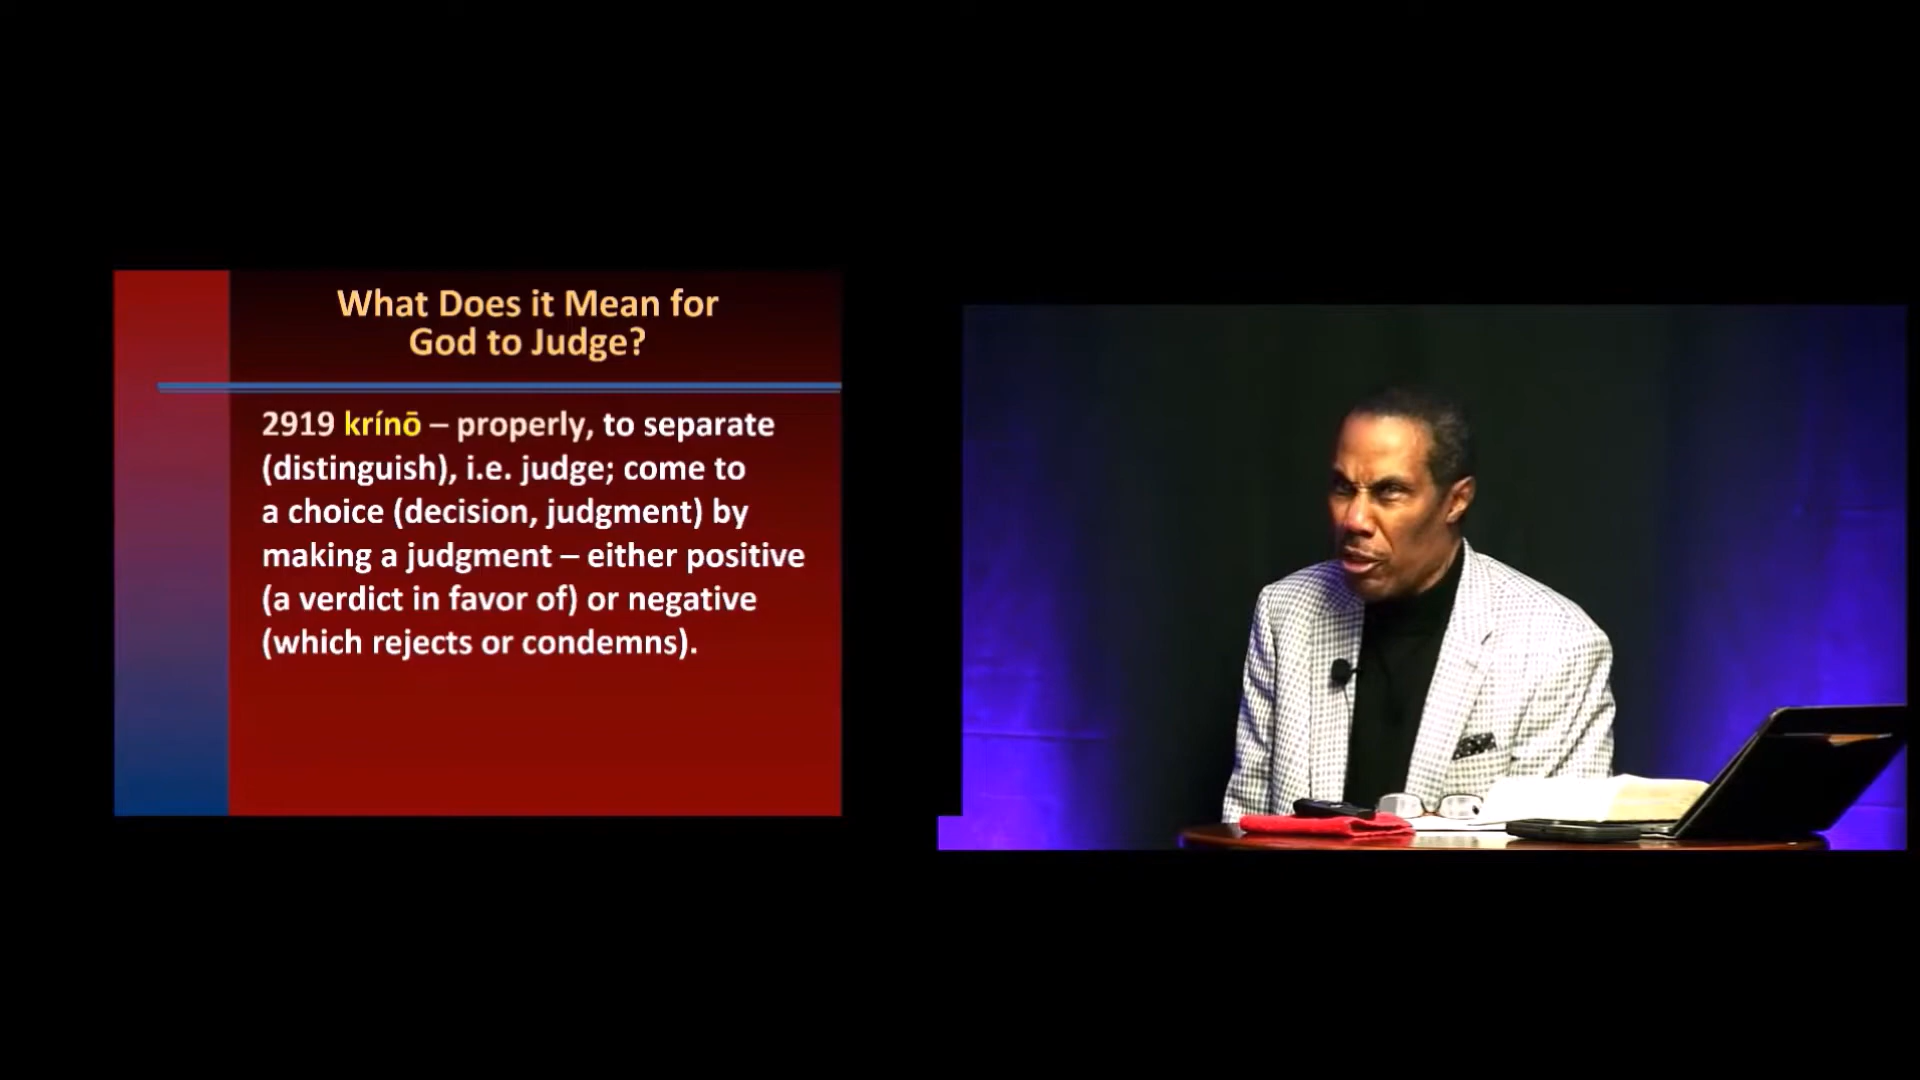 What Does it Mean for
God to Judge?
2919 krínō – properly, to separate
(distinguish), i.e. judge; come to
a choice (decision, judgment) by
making a judgment – either positive
(a verdict in favor of) or negative
(which rejects or condemns).